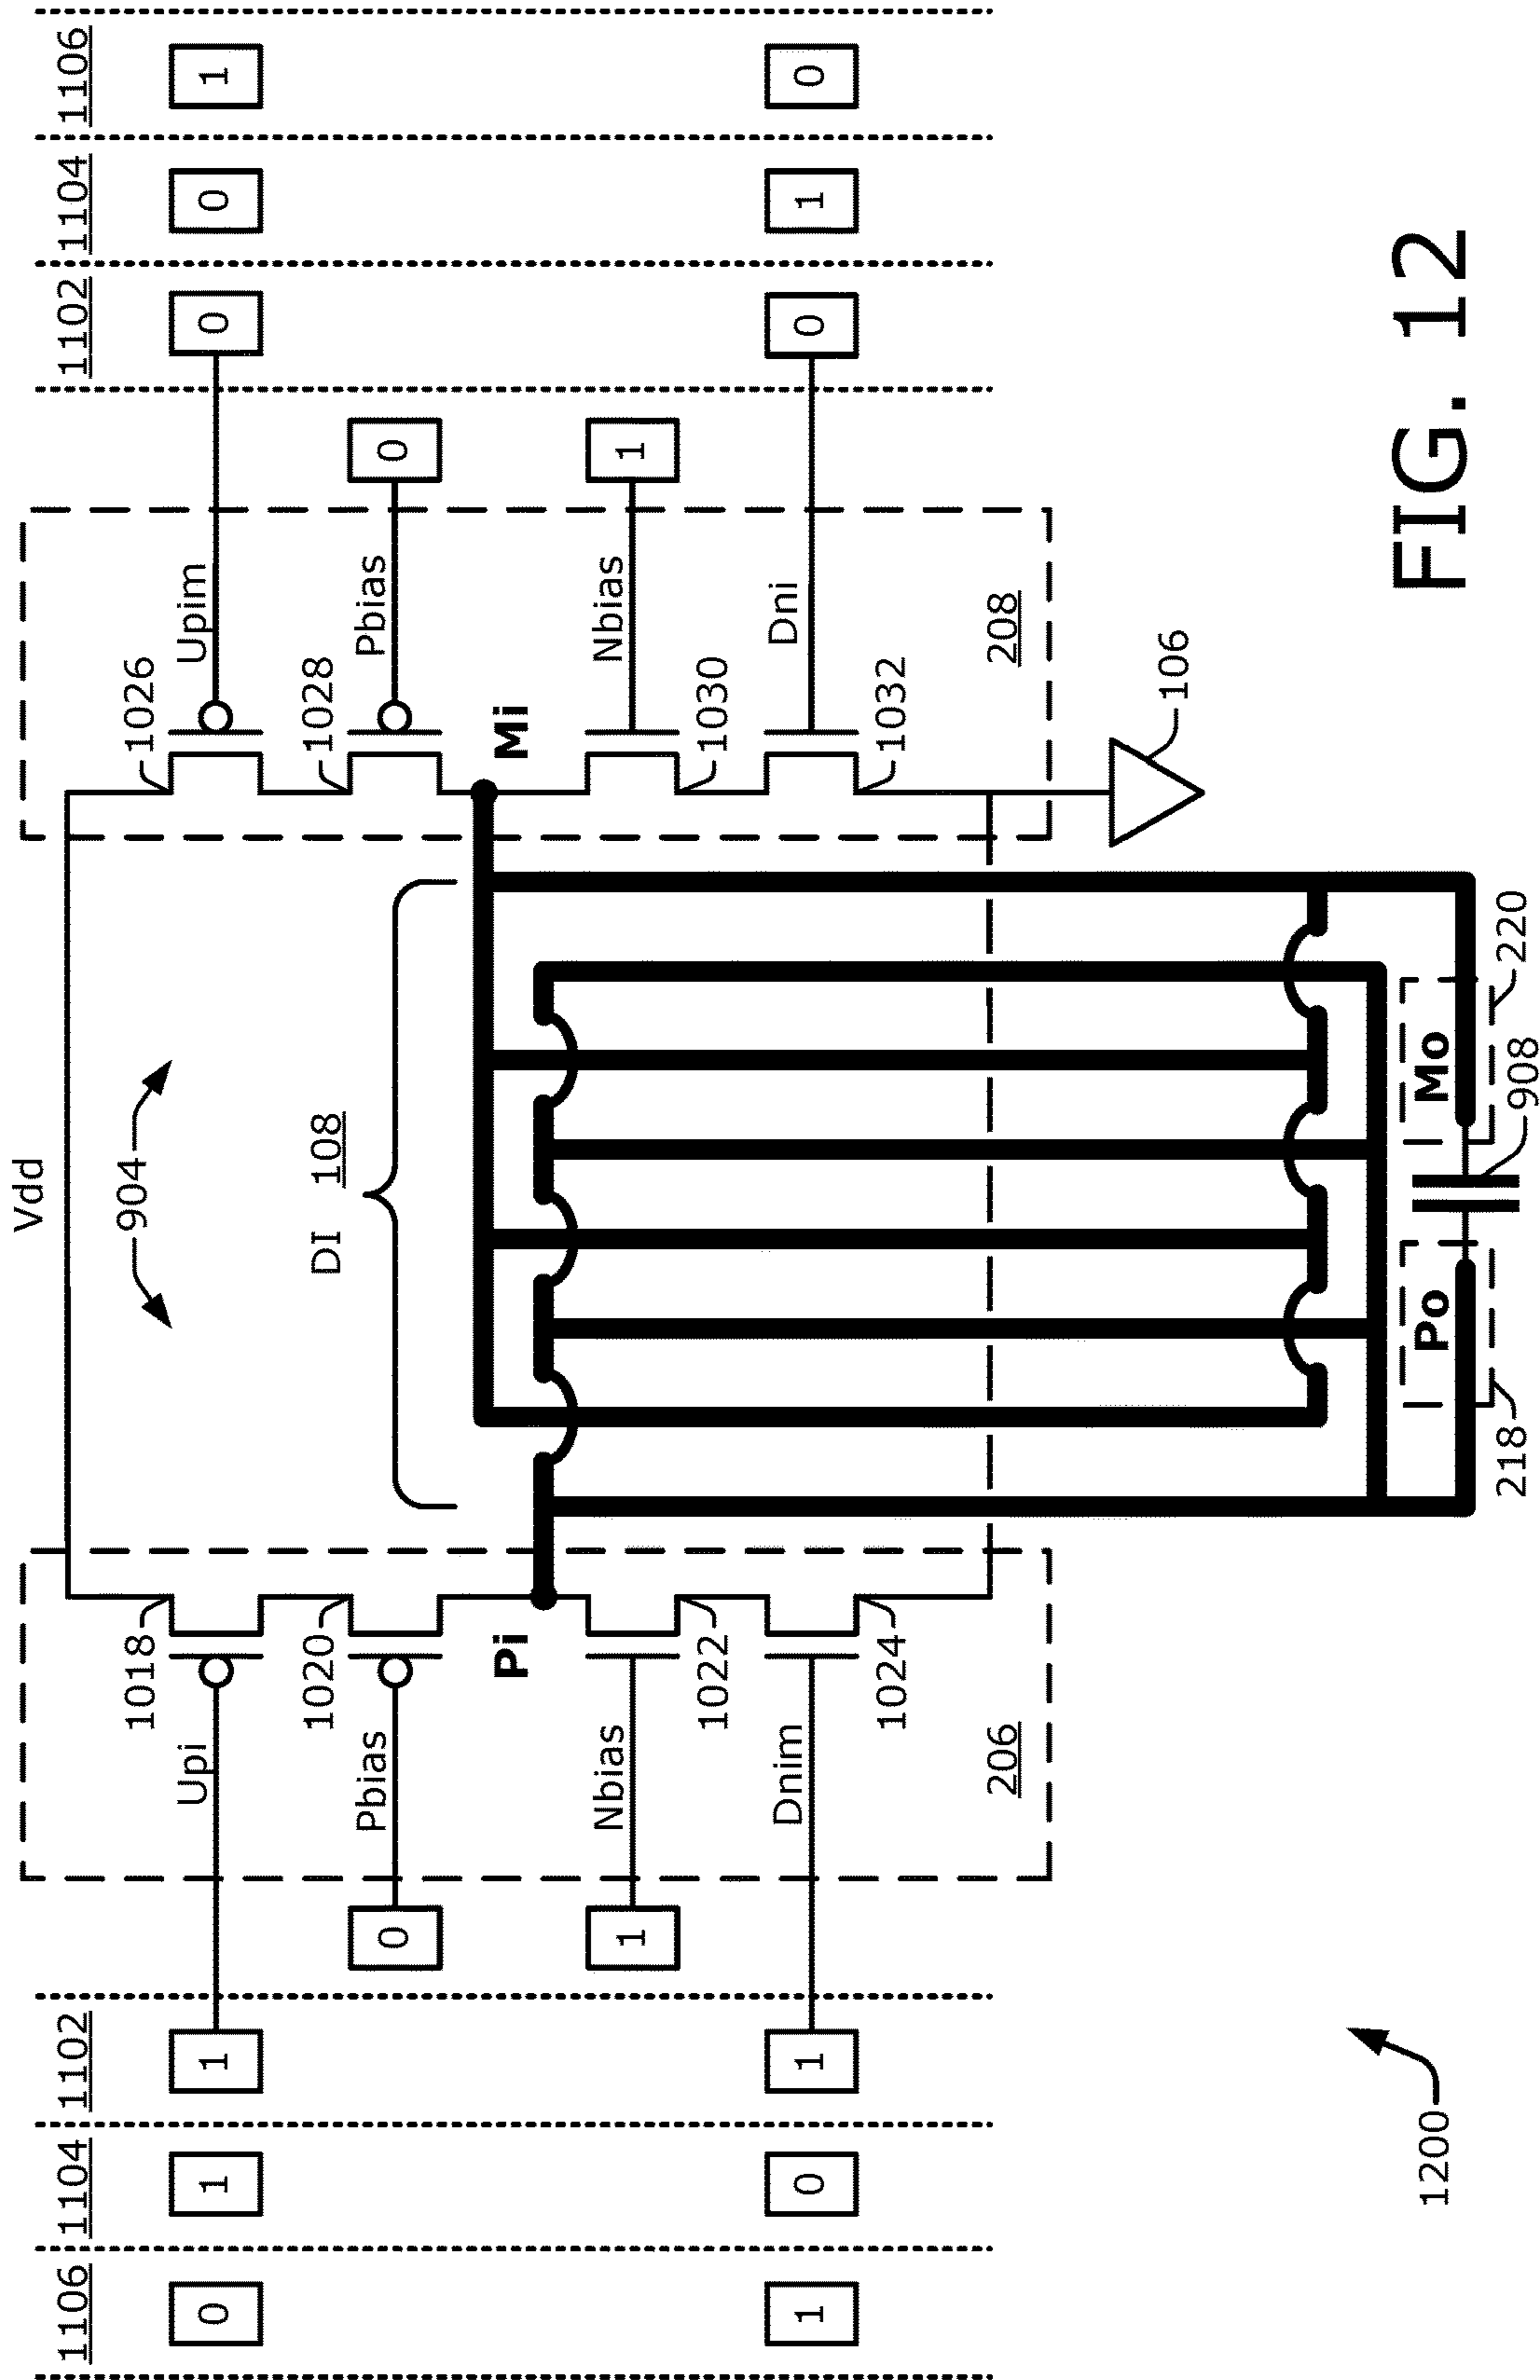 1106
1104
1102
Vdd
1102
1104
1106
904
0
1
1
Upi
1018
1026
Upim
0
0
1
0
Pbias
1020
DI 108
1028
Pbias
0
Pi
Mi
1
Nbias
1022
1030
Nbias
1
1
0
1
Dnim
1024
1032
Dni
0
1
0
206
208
106
Po
Mo
218
908
220
1200
FIG. 12